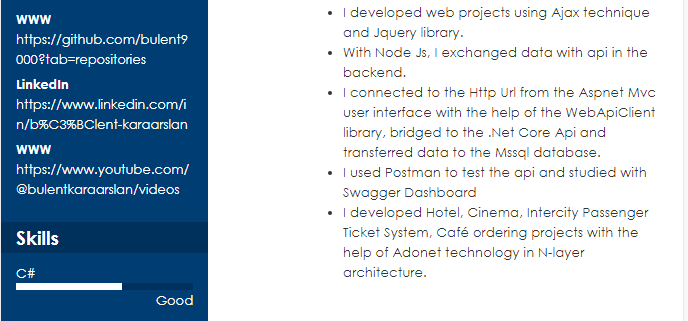 WWW
https://github.com/bulent9
000?tab=repositories
LinkedIn
https://www.linkedin.com/i
n/b%C3%BClent-karaarslan
WWW
https://www.youtube.com/
@bulentkaraarslan/videos
Skills
C#
Good
• I developed web projects using Ajax technique
and Jquery library.
• With Node Js, I exchanged data with api in the
backend.
• I connected to the Http Url from the Aspnet Mvc
user interface with the help of the WebApiClient
library, bridged to the .Net Core Api and
transferred data to the Mssql database.
• I used Postman to test the api and studied with
Swagger Dashboard
• I developed Hotel, Cinema, Intercity Passenger
Ticket System, Café ordering projects with the
help of Adonet technology in N-layer
architecture.